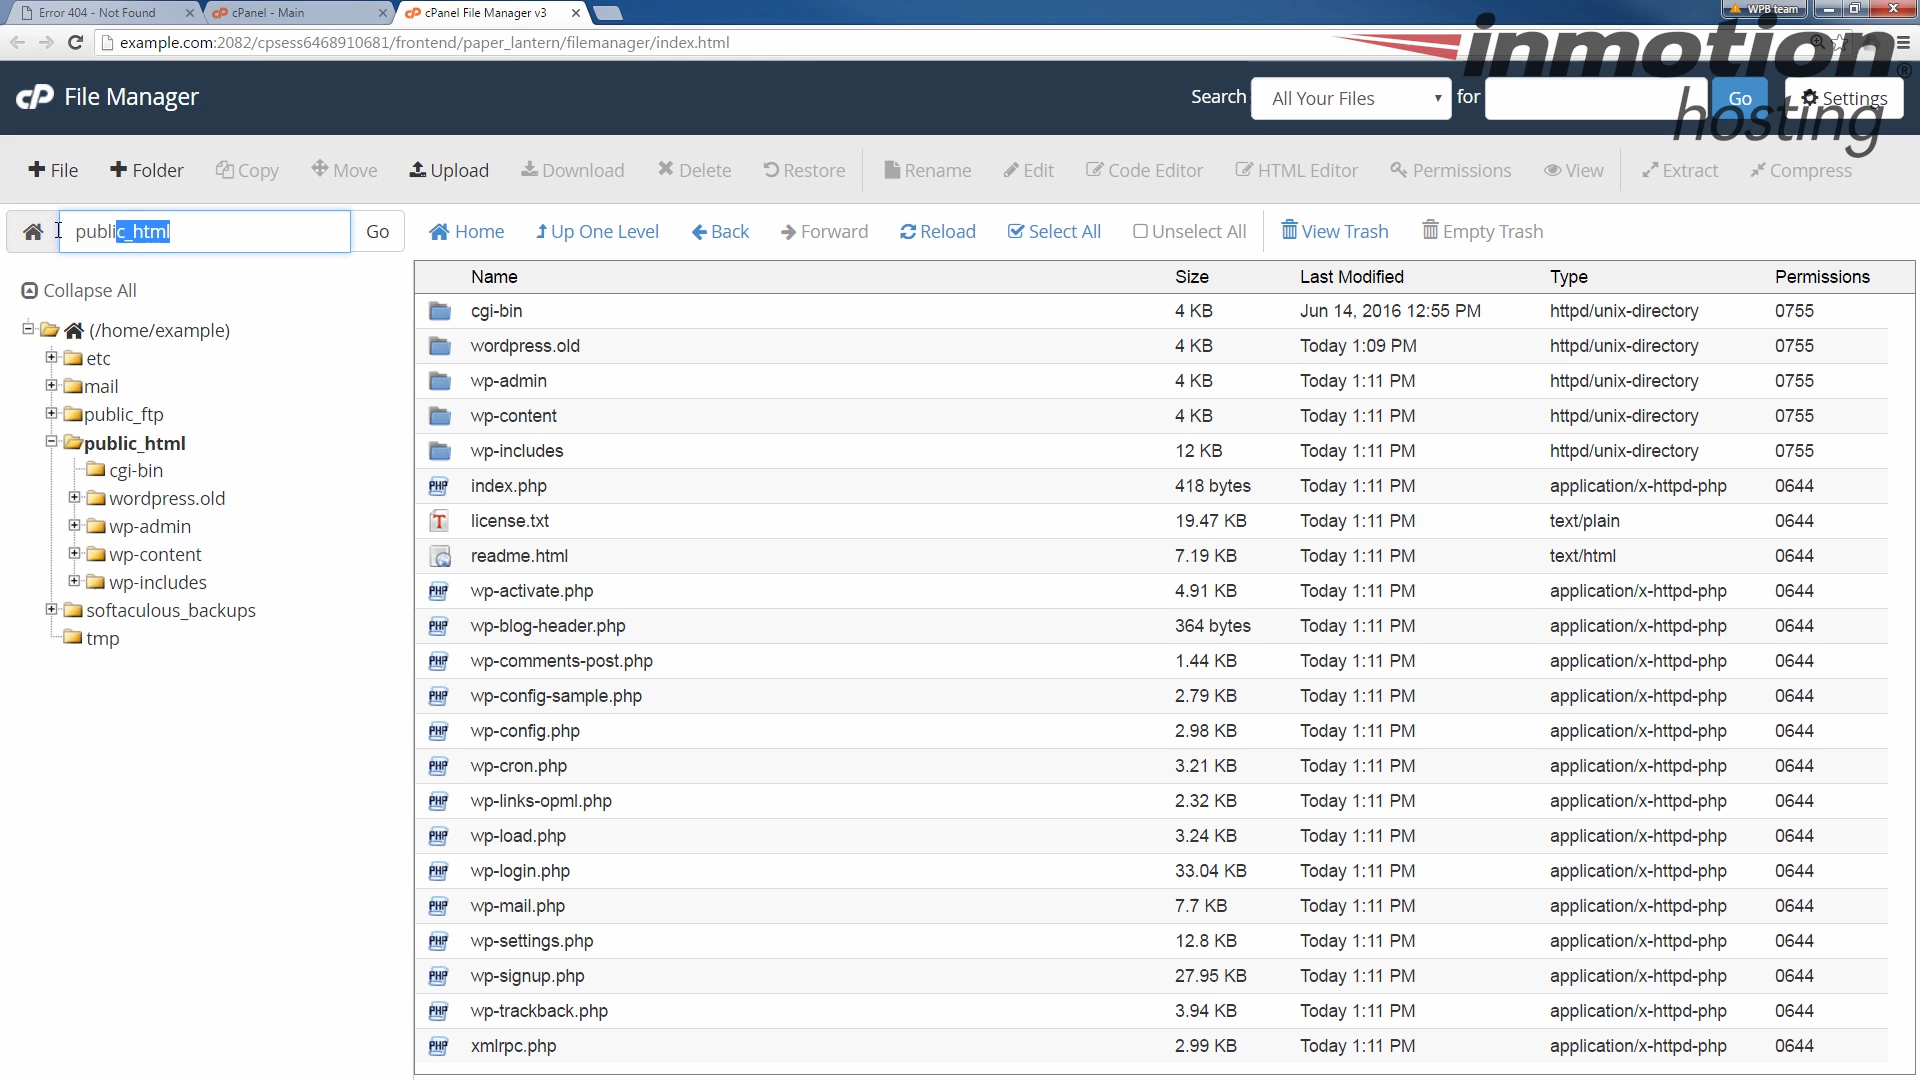 Error 404 - Not Found
cPanel - Main
cPanel File Manager v3
WPB team
example.com:2082/cpsess6468910681/frontend/paper_lantern/filemanager/index.html
inmotion®
hosting
cP File Manager
Search All Your Files for Go Settings
File Folder Copy Move Upload Download Delete Restore Rename Edit Code Editor HTML Editor Permissions View Extract Compress
public_html Go Home Up One Level Back Forward Reload Select All Unselect All View Trash Empty Trash
Collapse All
(/home/example)
etc
mail
public_ftp
public_html
cgi-bin
wordpress.old
wp-admin
wp-content
wp-includes
softaculous_backups
tmp
Name Size Last Modified Type Permissions
cgi-bin 4 KB Jun 14, 2016 12:55 PM httpd/unix-directory 0755
wordpress.old 4 KB Today 1:09 PM httpd/unix-directory 0755
wp-admin 4 KB Today 1:11 PM httpd/unix-directory 0755
wp-content 4 KB Today 1:11 PM httpd/unix-directory 0755
wp-includes 12 KB Today 1:11 PM httpd/unix-directory 0755
PHP index.php 418 bytes Today 1:11 PM application/x-httpd-php 0644
T license.txt 19.47 KB Today 1:11 PM text/plain 0644
readme.html 7.19 KB Today 1:11 PM text/html 0644
PHP wp-activate.php 4.91 KB Today 1:11 PM application/x-httpd-php 0644
PHP wp-blog-header.php 364 bytes Today 1:11 PM application/x-httpd-php 0644
PHP wp-comments-post.php 1.44 KB Today 1:11 PM application/x-httpd-php 0644
PHP wp-config-sample.php 2.79 KB Today 1:11 PM application/x-httpd-php 0644
PHP wp-config.php 2.98 KB Today 1:11 PM application/x-httpd-php 0644
PHP wp-cron.php 3.21 KB Today 1:11 PM application/x-httpd-php 0644
PHP wp-links-opml.php 2.32 KB Today 1:11 PM application/x-httpd-php 0644
PHP wp-load.php 3.24 KB Today 1:11 PM application/x-httpd-php 0644
PHP wp-login.php 33.04 KB Today 1:11 PM application/x-httpd-php 0644
PHP wp-mail.php 7.7 KB Today 1:11 PM application/x-httpd-php 0644
PHP wp-settings.php 12.8 KB Today 1:11 PM application/x-httpd-php 0644
PHP wp-signup.php 27.95 KB Today 1:11 PM application/x-httpd-php 0644
PHP wp-trackback.php 3.94 KB Today 1:11 PM application/x-httpd-php 0644
PHP xmlrpc.php 2.99 KB Today 1:11 PM application/x-httpd-php 0644